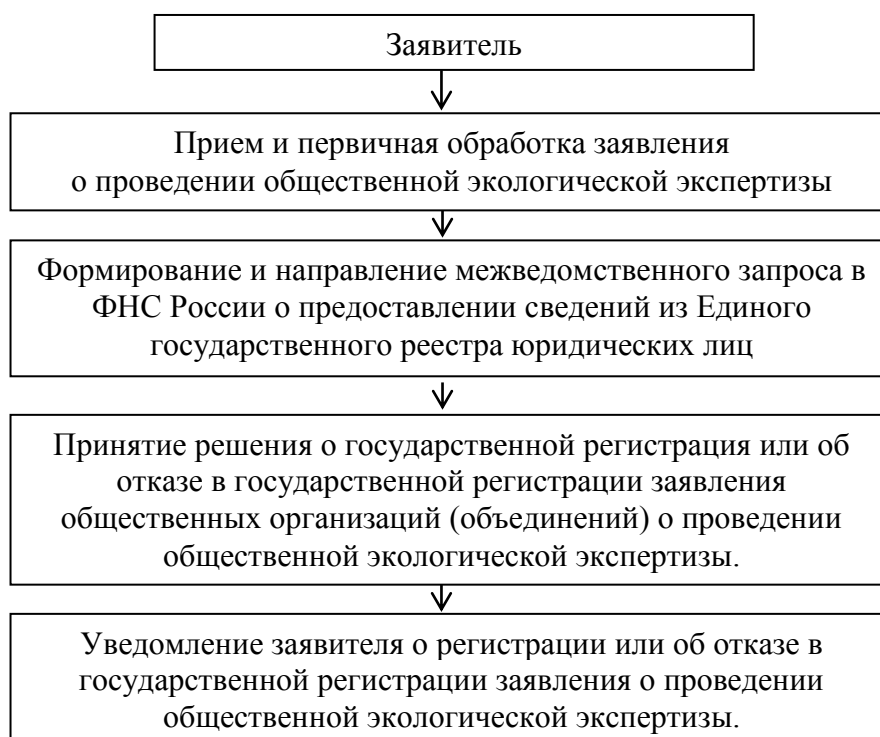 Заявитель
Прием и первичная обработка заявления
о проведении общественной экологической экспертизы
Формирование и направление межведомственного запроса в
ФНС России о предоставлении сведений из Единого
государственного реестра юридических лиц
Принятие решения о государственной регистрация или об
отказе в государственной регистрации заявления
общественных организаций (объединений) о проведении
общественной экологической экспертизы.
Уведомление заявителя о регистрации или об отказе в
государственной регистрации заявления о проведении
общественной экологической экспертизы.